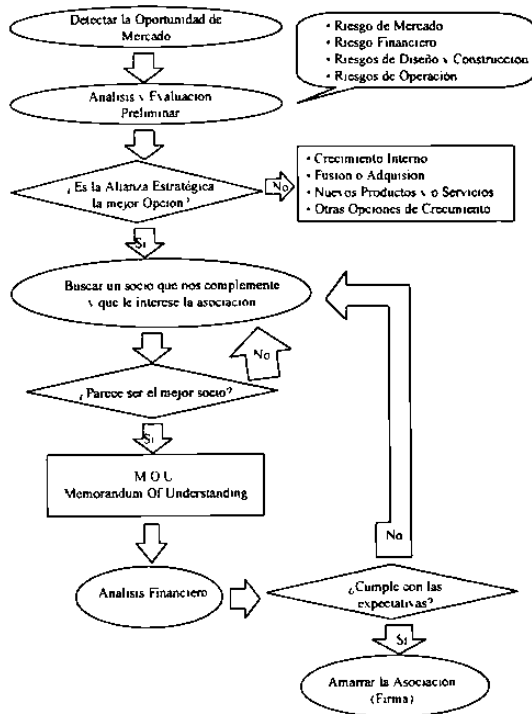 Detectar la Oportunidad de
Mercado
• Riesgo de Mercado
• Riesgo Financiero
• Riesgos de Diseño y Construccion
• Riesgos de Operación
Analisis y Evaluacion
Preliminar
¿Es la Alianza Estratégica
la mejor Opcion?
No
• Crecimiento Interno
• Fusion o Adquision
• Nuevos Productos y o Servicios
• Otras Opciones de Crecumiento
Si
Buscar un socio que nos complemente
y que le interese la asociación
No
¿Parece ser el mejor socio?
Si
M O U
Memorandum Of Understanding
No
Analisis Financiero
¿Cumple con las
expectativas?
Si
Amarrar la Asociación
(Firma)